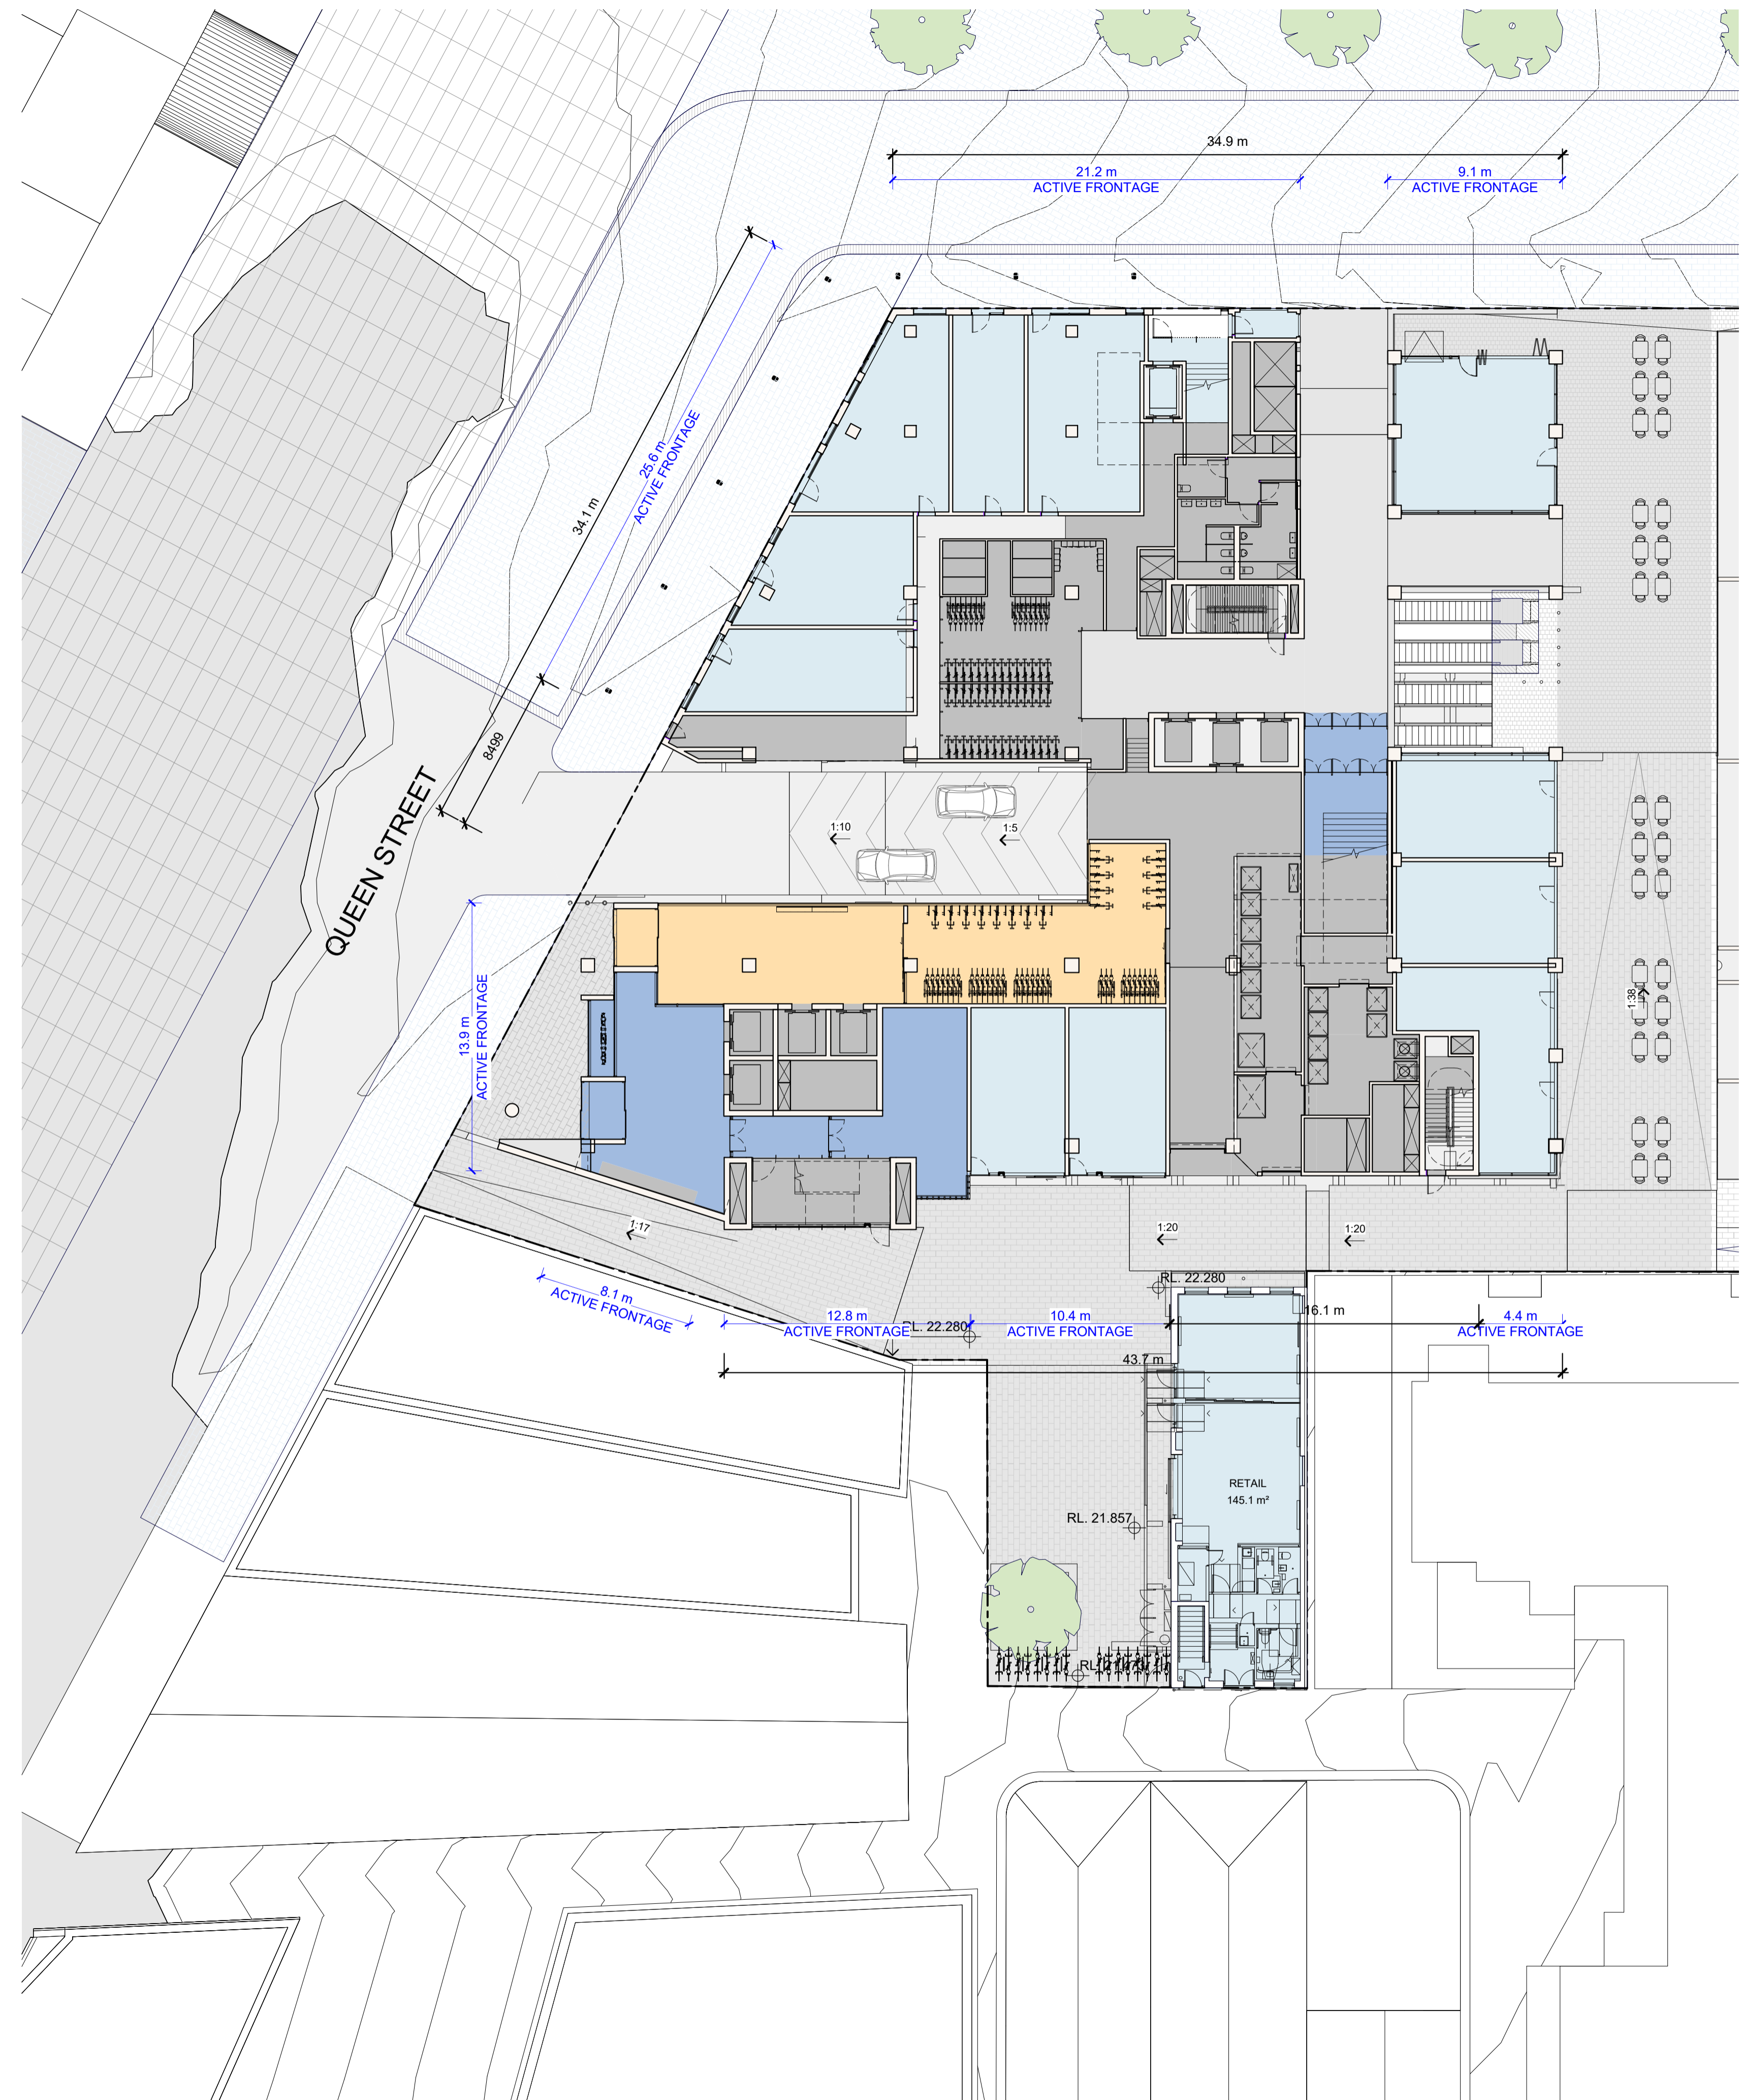 34.9 m
21.2 m
ACTIVE FRONTAGE
9.1 m
ACTIVE FRONTAGE
25.6 m
ACTIVE FRONTAGE
34.1 m
8499
QUEEN STREET
1:10
1:5
13.9 m
ACTIVE FRONTAGE
1:38
1:17
1:20
1:20
RL. 22.280
8.1 m
ACTIVE FRONTAGE
12.8 m
ACTIVE FRONTAGE
RL. 22.280
10.4 m
ACTIVE FRONTAGE
16.1 m
4.4 m
ACTIVE FRONTAGE
43.7 m
RETAIL
145.1 m²
RL. 21.857
RL.